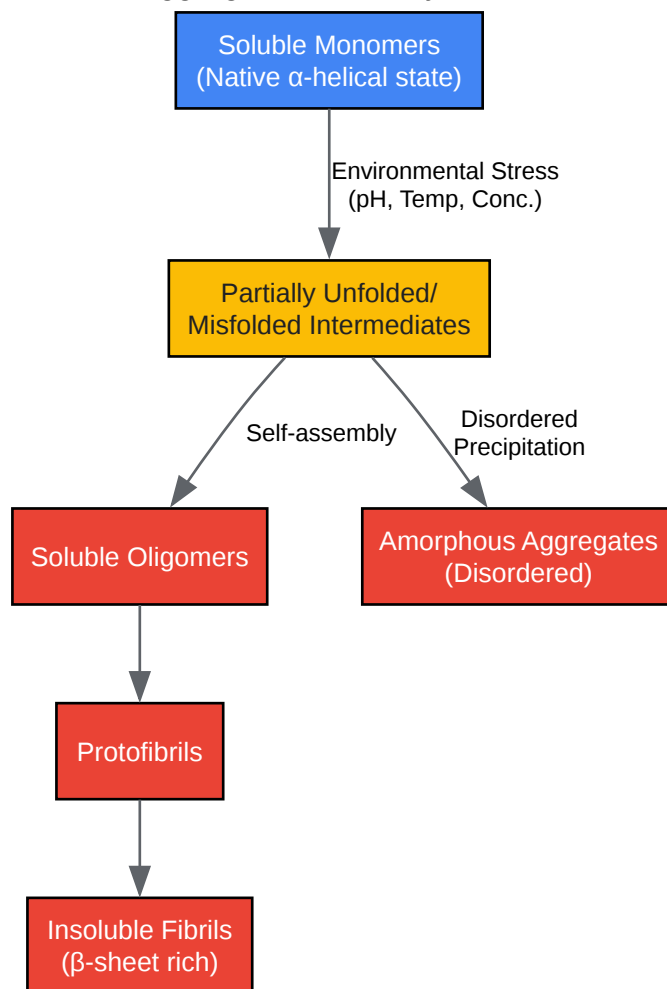 Soluble Monomers
(Native α-helical state)
Environmental Stress
(pH, Temp, Conc.)
Partially Unfolded/
Misfolded Intermediates
Self-assembly
Disordered
Precipitation
Soluble Oligomers
Amorphous Aggregates
(Disordered)
Protofibrils
Insoluble Fibrils
(β-sheet rich)